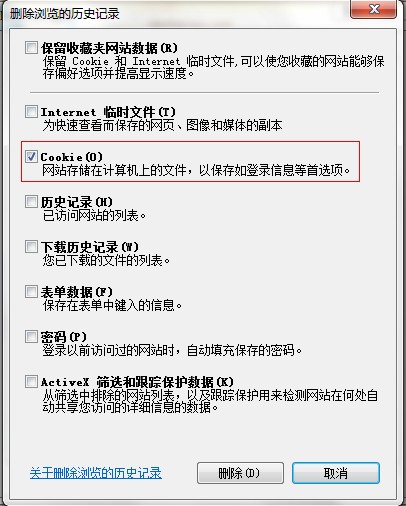 删除浏览的历史记录
保留收藏夹网站数据(R)
保留 Cookie 和 Internet 临时文件,可以使您收藏的网站能够保
存偏好选项并提高显示速度。
Internet 临时文件(T)
为快速查看而保存的网页、图像和媒体的副本
Cookie(O)
网站存储在计算机上的文件，以保存如登录信息等首选项。
历史记录(H)
已访问网站的列表。
下载历史记录(W)
您已下载的文件的列表。
表单数据(F)
保存在表单中键入的信息。
密码(P)
登录以前访问过的网站时，自动填充保存的密码。
ActiveX 筛选和跟踪保护数据(K)
从筛选中排除的网站列表，以及跟踪保护用来检测网站在何处自
动共享您访问的详细信息的数据。
关于删除浏览的历史记录
删除(D)
取消